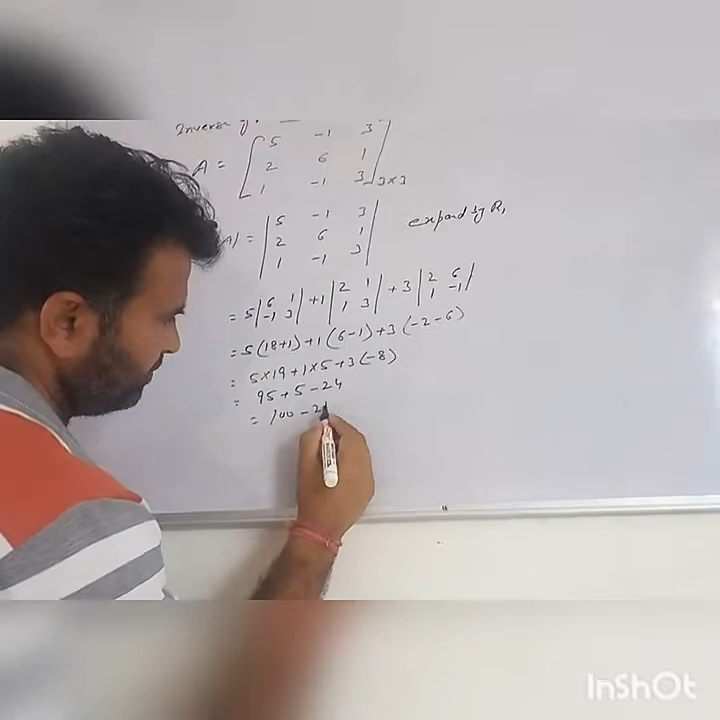 Inverse of
A = [ 5 -1 3
2 6 1
1 -1 3 ] 3×3
A| = | 5 -1 3
2 6 1
1 -1 3 | expand by R1
= 5 | 6 1 | + 1 | 2 1 | + 3 | 2 6 |
| -1 3 | | 1 3 | | 1 -1 |
= 5(18+1) + 1(6-1) + 3(-2-6)
= 5×19 + 1×5 + 3(-8)
= 95 + 5 - 24
= 100 - 2
InShOt